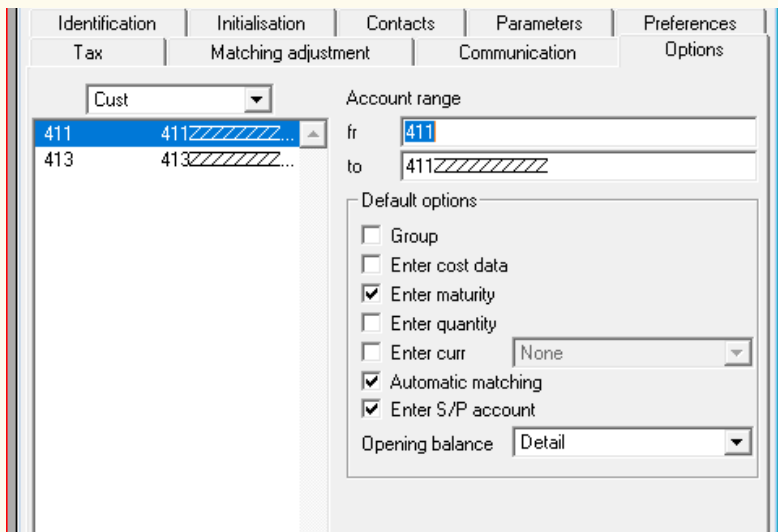 Identification Initialisation Contacts Parameters Preferences
Tax Matching adjustment Communication Options
Cust
411 411ZZZZZZZZZ...
413 413ZZZZZZZZ...
Account range
fr 411
to 411ZZZZZZZZZZ
Default options
Group
Enter cost data
Enter maturity
Enter quantity
Enter curr None
Automatic matching
Enter S/P account
Opening balance Detail